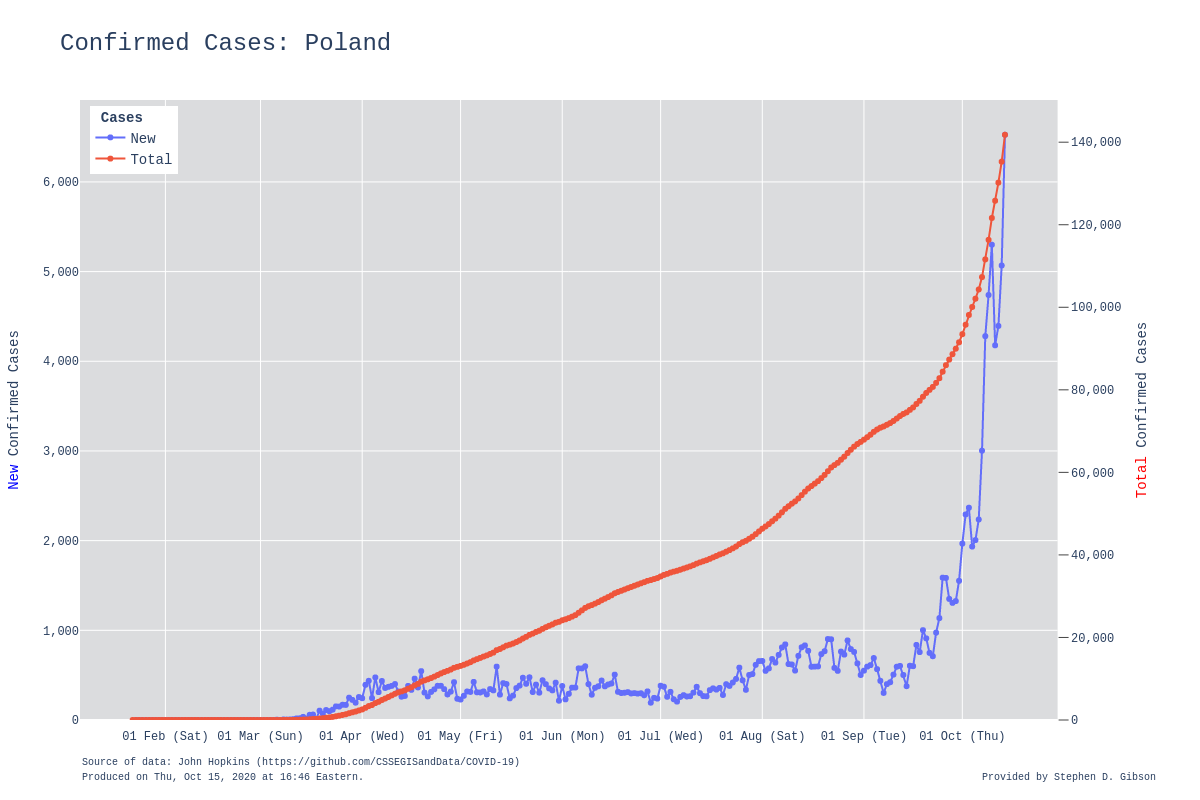 Confirmed Cases: Poland
Cases
New
Total
6,000
5,000
4,000
3,000
2,000
1,000
0
New Confirmed Cases
140,000
120,000
100,000
80,000
60,000
40,000
20,000
0
Total Confirmed Cases
01 Feb (Sat) 01 Mar (Sun) 01 Apr (Wed) 01 May (Fri) 01 Jun (Mon) 01 Jul (Wed) 01 Aug (Sat) 01 Sep (Tue) 01 Oct (Thu)
Source of data: John Hopkins (https://github.com/CSSEGISandData/COVID-19)
Produced on Thu, Oct 15, 2020 at 16:46 Eastern.
Provided by Stephen D. Gibson